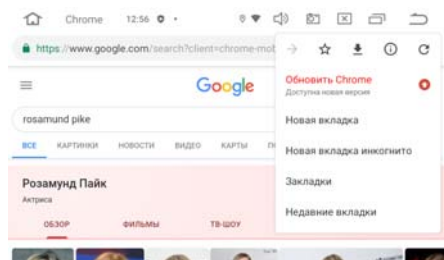 Chrome 12:56
https://www.google.com/search?client=chrome-mob
Обновить Chrome
Доступна новая версия
Google
rosamund pike
Новая вкладка
ВСЕ КАРТИНКИ НОВОСТИ ВИДЕО КАРТЫ
Новая вкладка инкогнито
Розамунд Пайк
Закладки
Актриса
Недавние вкладки
ОБЗОР ФИЛЬМЫ ТВ-ШОУ